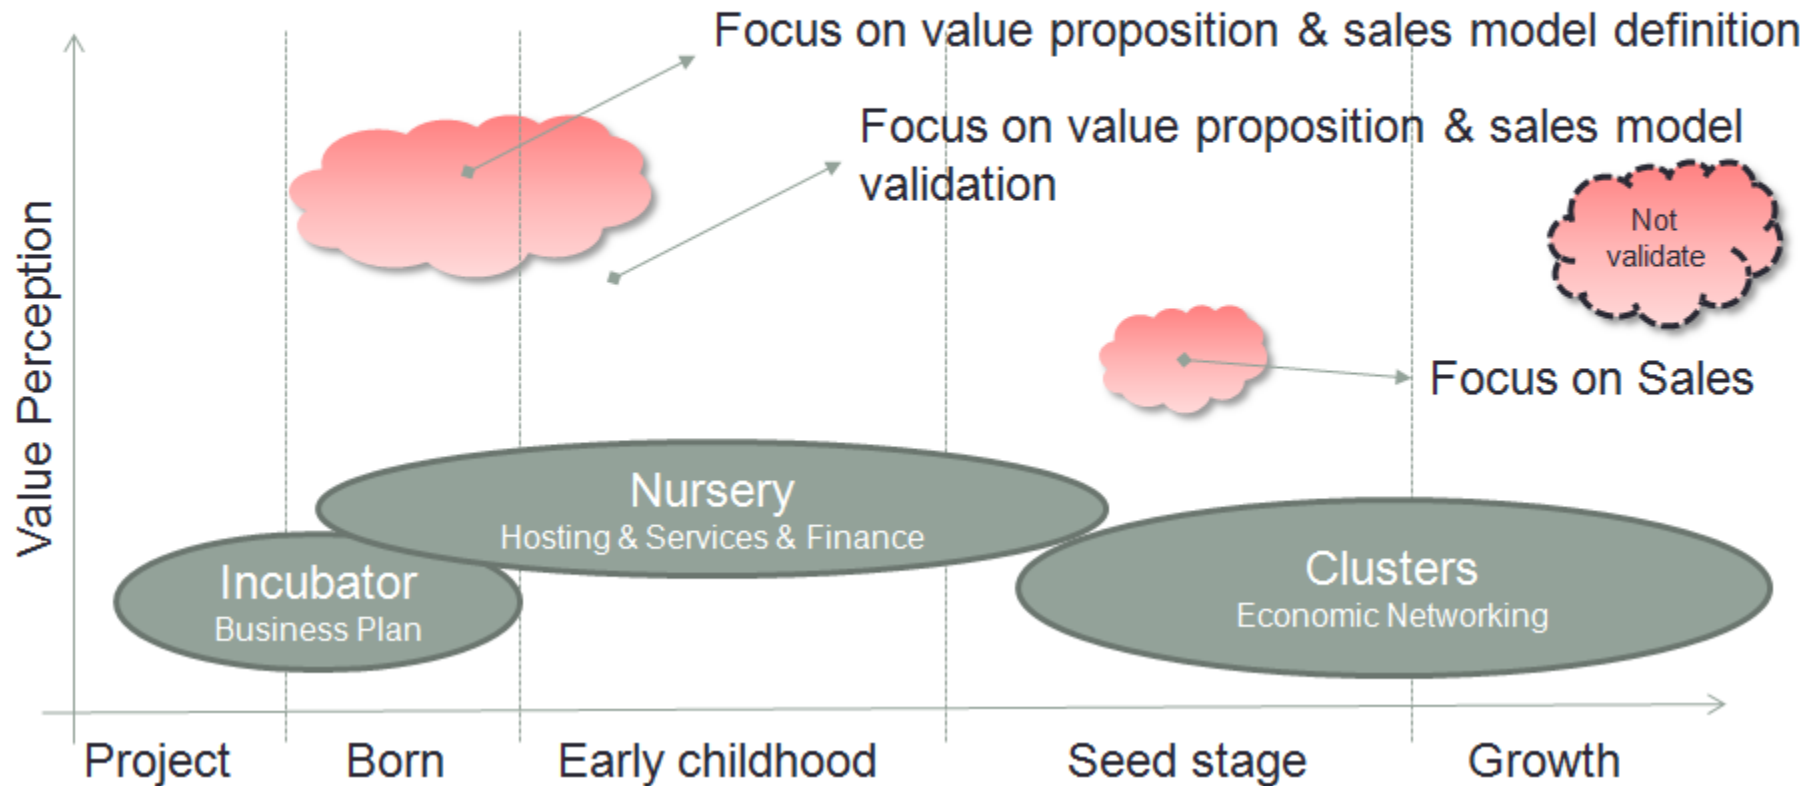 Focus on value proposition & sales model definition
Focus on value proposition & sales model
validation
Not
validate
Focus on Sales
Value Perception
Nursery
Hosting & Services & Finance
Incubator
Business Plan
Clusters
Economic Networking
Project
Born
Early childhood
Seed stage
Growth